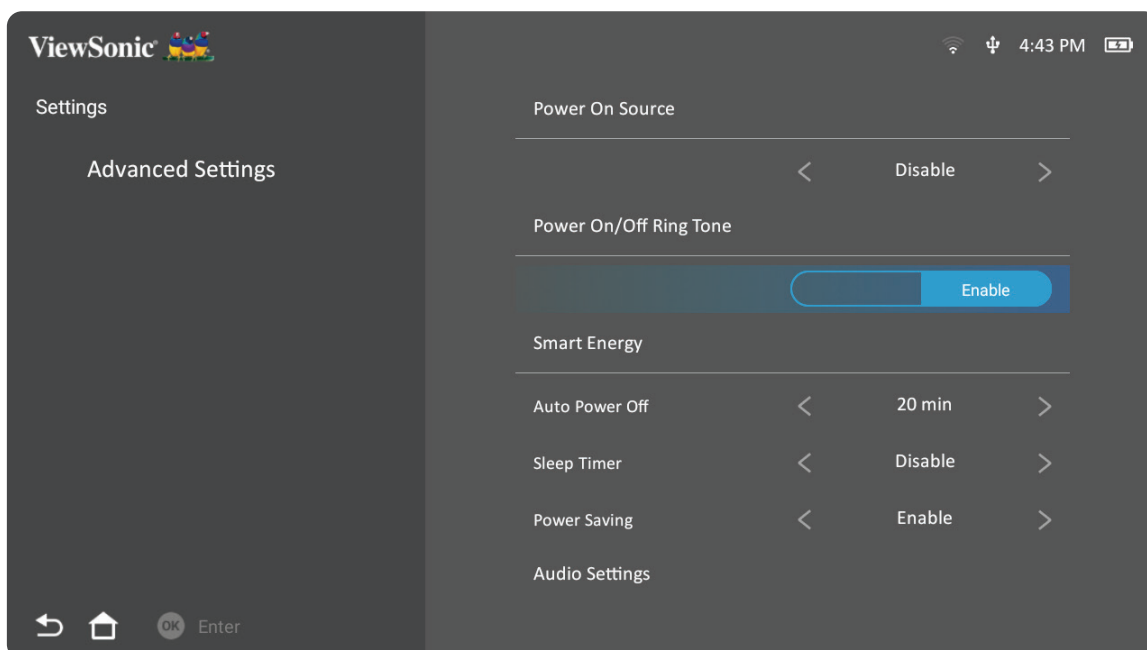 ViewSonic®
4:43 PM
Settings
Advanced Settings
Power On Source
Disable
Power On/Off Ring Tone
Enable
Smart Energy
Auto Power Off 20 min
Sleep Timer Disable
Power Saving Enable
Audio Settings
OK Enter